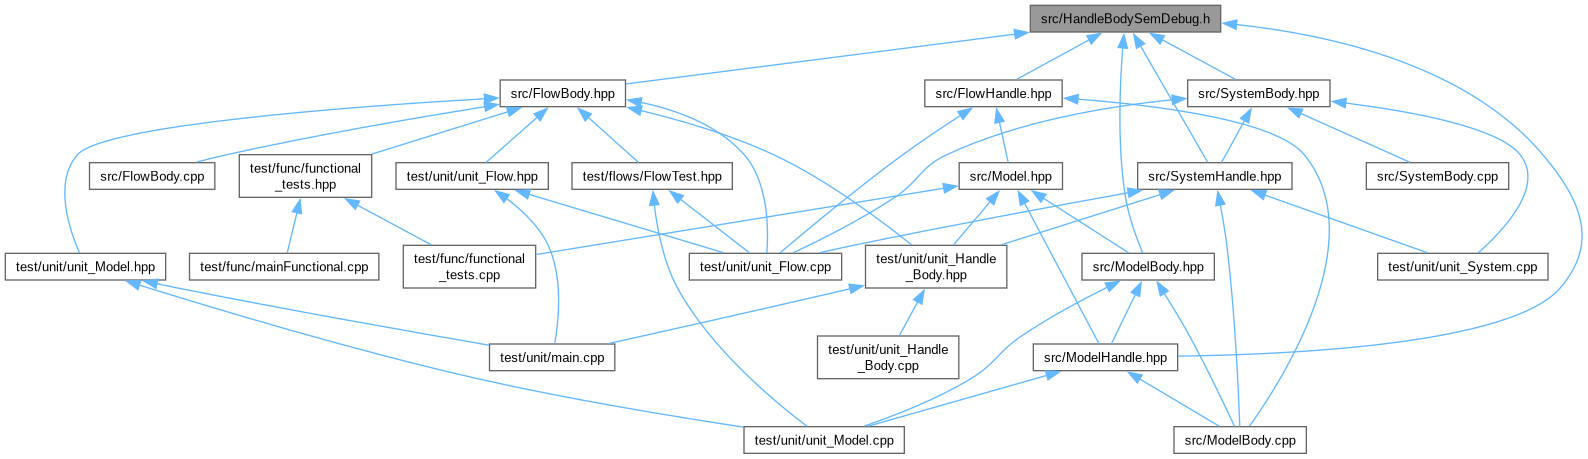 src/HandleBodySemDebug.h
src/FlowBody.hpp
src/FlowHandle.hpp
src/SystemBody.hpp
src/FlowBody.cpp
test/func/functional
_tests.hpp
test/unit/unit_Flow.hpp
test/flows/FlowTest.hpp
src/Model.hpp
src/SystemHandle.hpp
src/SystemBody.cpp
test/unit/unit_Model.hpp
test/func/mainFunctional.cpp
test/func/functional
_tests.cpp
test/unit/unit_Flow.cpp
test/unit/unit_Handle
_Body.hpp
src/ModelBody.hpp
test/unit/unit_System.cpp
test/unit/main.cpp
test/unit/unit_Handle
_Body.cpp
src/ModelHandle.hpp
test/unit/unit_Model.cpp
src/ModelBody.cpp